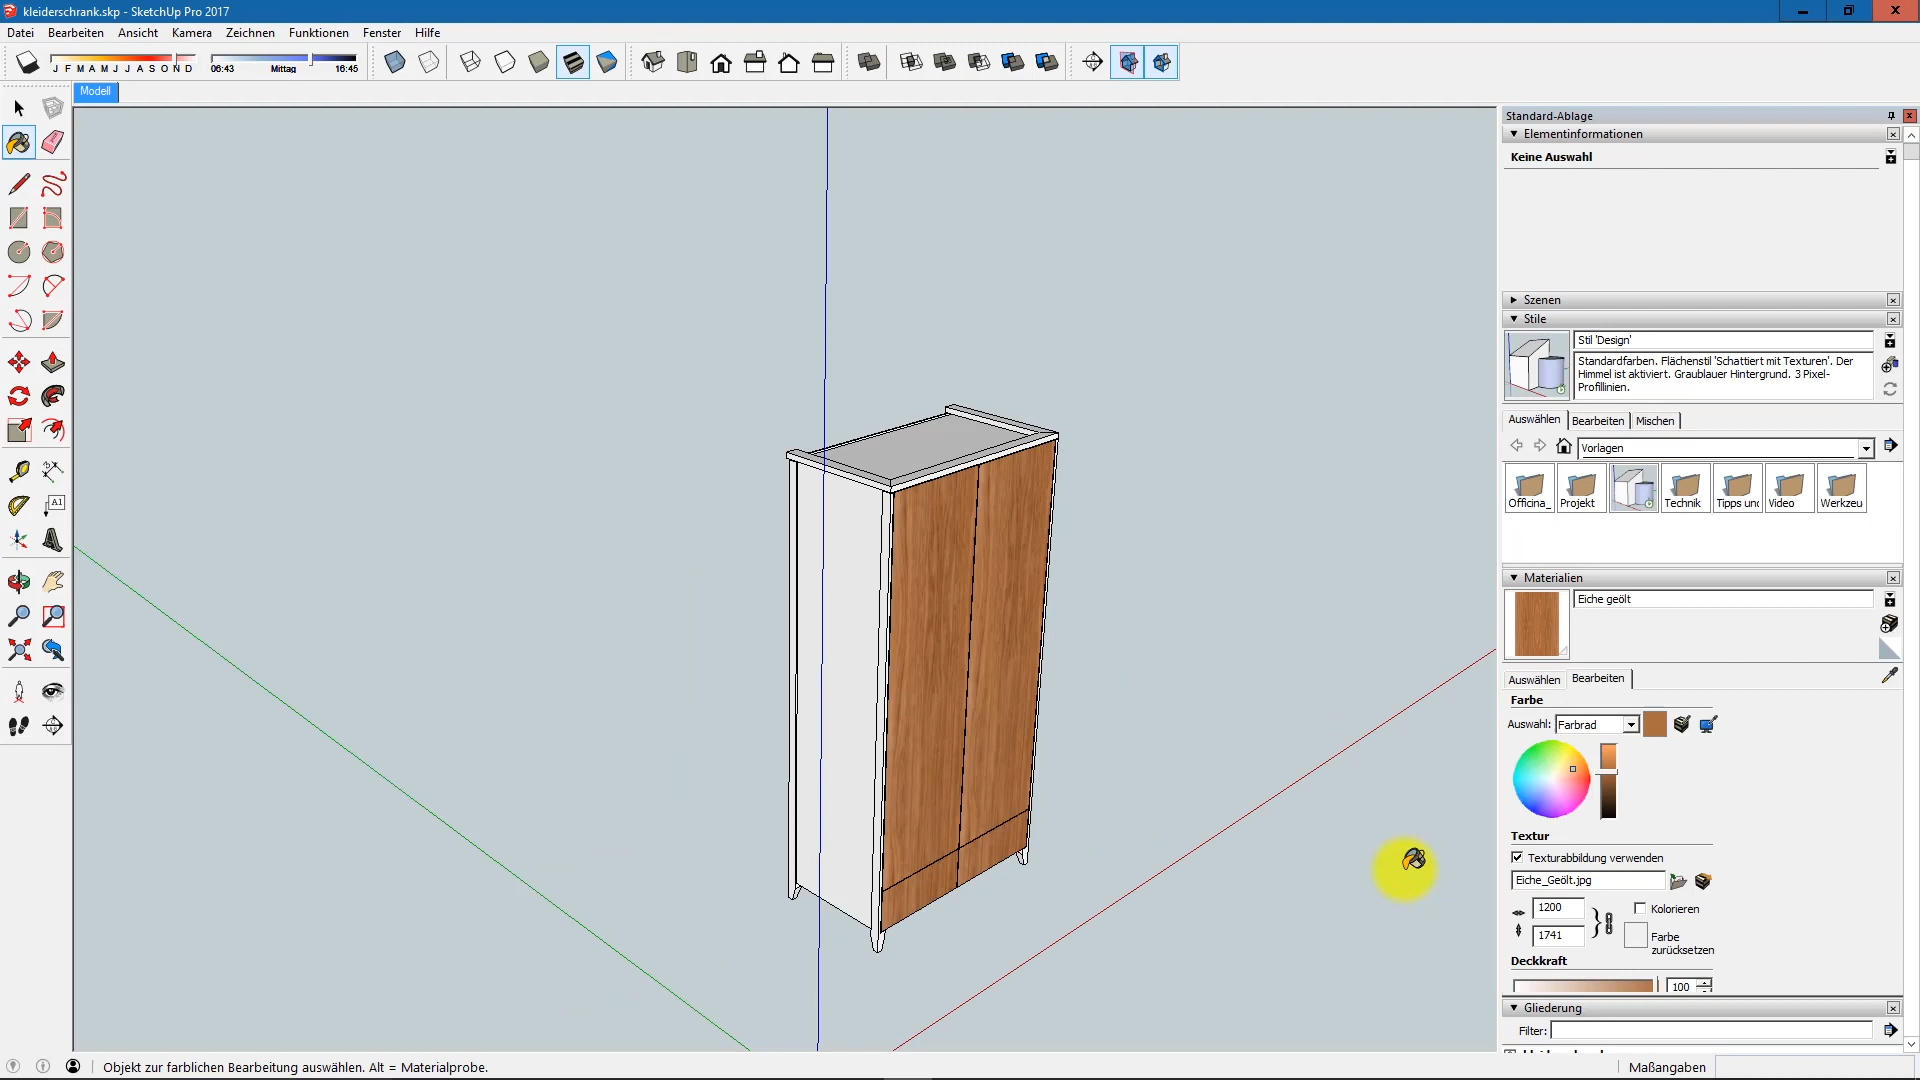 kleiderschrank.skp - SketchUp Pro 2017
Datei Bearbeiten Ansicht Kamera Zeichnen Funktionen Fenster Hilfe
J F M A M J J A S O N D
06:43 Mittag 16:45
Modell
Standard-Ablage
Elementinformationen
Keine Auswahl
Szenen
Stile
Stil 'Design'
Standardfarben. Flächenstil 'Schattiert mit Texturen'. Der
Himmel ist aktiviert. Graublauer Hintergrund. 3 Pixel-
Profillinien.
Auswählen Bearbeiten Mischen
Vorlagen
Officina_ Projekt Technik Tipps und Video Werkzeu
Materialien
Eiche geölt
Auswählen Bearbeiten
Farbe
Auswahl: Farbrad
Textur
Texturabbildung verwenden
Eiche_Geölt.jpg
1200 Kolorieren
1741 Farbe
zurücksetzen
Deckkraft
100
Gliederung
Filter:
Objekt zur farblichen Bearbeitung auswählen. Alt = Materialprobe.
Maßangaben